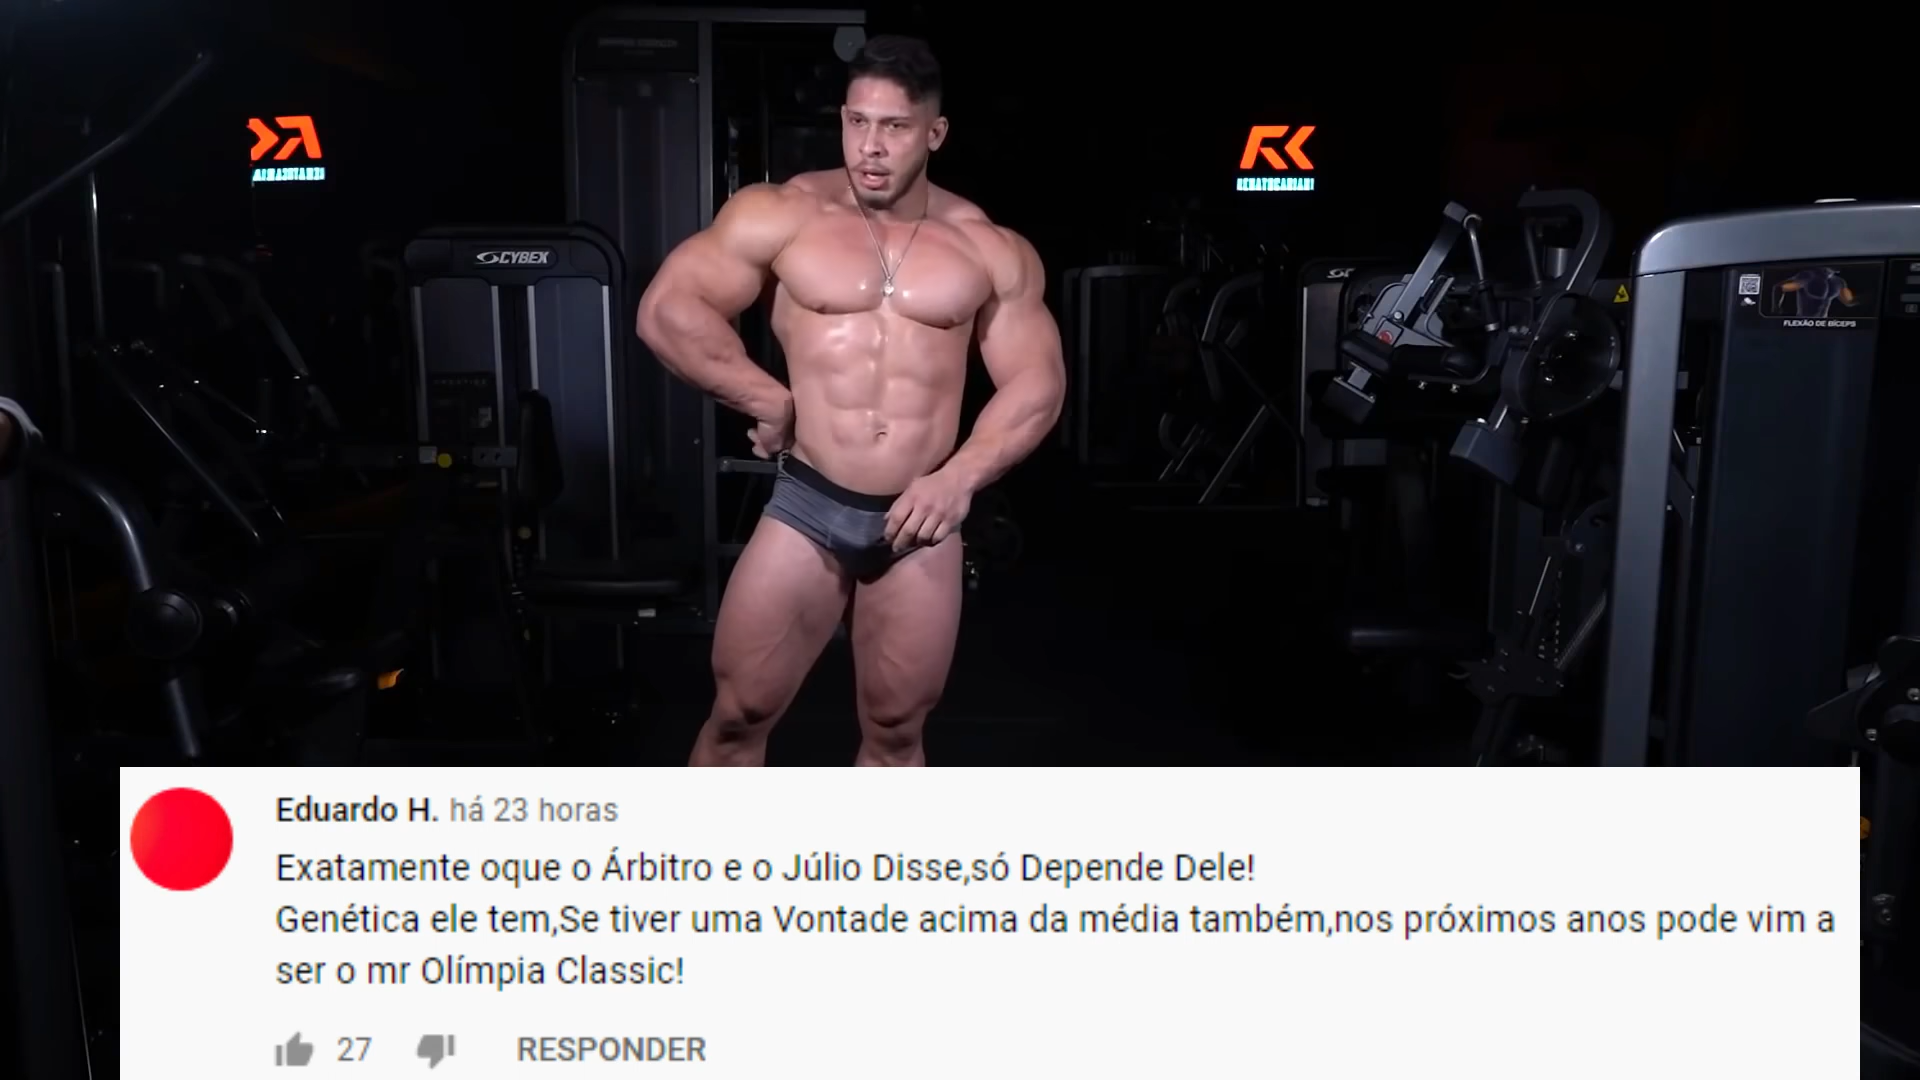 CYBEX
RENATOCARIANI
FLEXÃO DE BÍCEPS
Eduardo H. há 23 horas
Exatamente oque o Árbitro e o Júlio Disse,só Depende Dele!
Genética ele tem,Se tiver uma Vontade acima da média também,nos próximos anos pode vim a
ser o mr Olímpia Classic!
27
RESPONDER